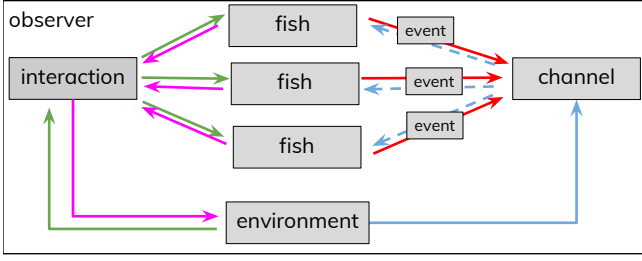 observer
fish
event
interaction
fish
event
channel
event
fish
environment